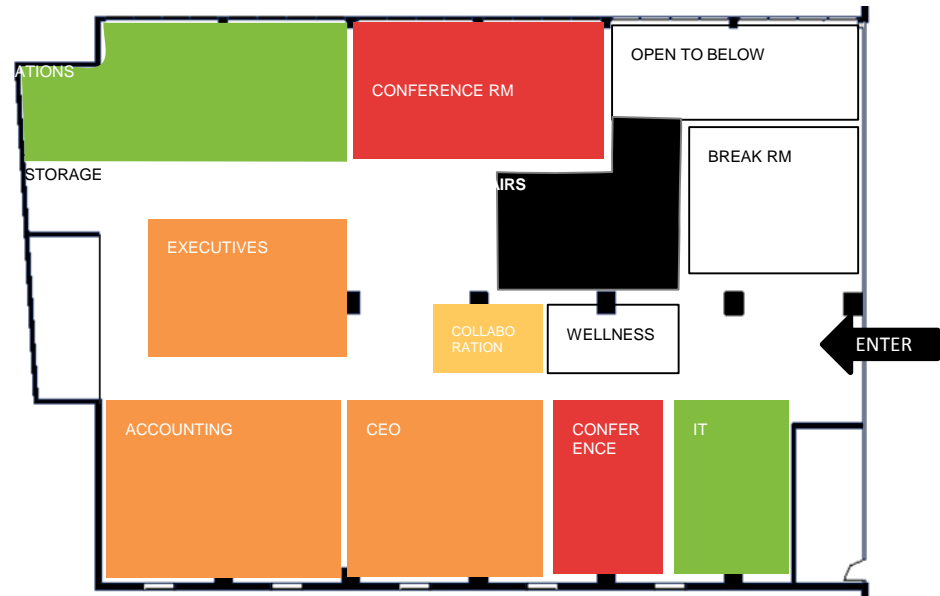 OPEN TO BELOW
ATIONS
CONFERENCE RM
BREAK RM
STORAGE
AIRS
EXECUTIVES
COLLABO
RATION
WELLNESS
ENTER
ACCOUNTING
CEO
CONFER
ENCE
IT